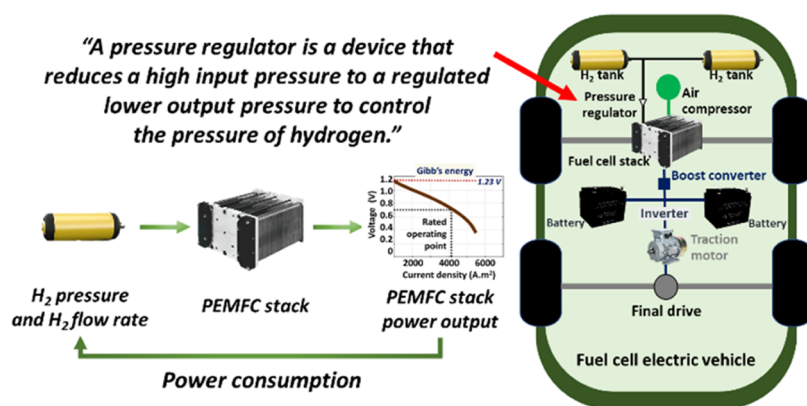 “A pressure regulator is a device that
reduces a high input pressure to a regulated
lower output pressure to control
the pressure of hydrogen.”
H2 pressure
and H2 flow rate
PEMFC stack
Gibb's energy
1.23 V
Voltage (V)
1.2
1.0
0.8
0.6
0.4
0.2
0
Rated
operating
point
2000 4000 6000
Current density (A.m²)
PEMFC stack
power output
Power consumption
H2 tank
H2 tank
Pressure
regulator
Air
compressor
Fuel cell stack
Boost converter
Battery
Inverter
Battery
Traction
motor
Final drive
Fuel cell electric vehicle